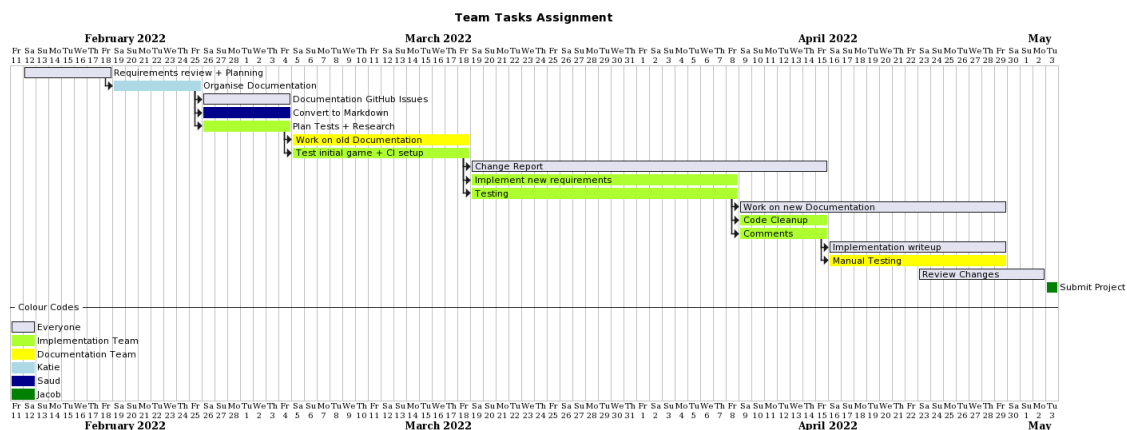 Team Tasks Assignment
February 2022 March 2022 April 2022 May
Fr Sa Su Mo Tu We Th Fr Sa Su Mo Tu We Th Fr Sa Su Mo Tu We Th Fr Sa Su Mo Tu We Th Fr Sa Su Mo Tu We Th Fr Sa Su Mo Tu We Th Fr Sa Su Mo Tu We Th Fr Sa Su Mo Tu We Th Fr Sa Su Mo Tu We Th Fr Sa Su Mo Tu We Th Fr Sa Su Mo Tu We Th Fr Sa Su Mo Tu
11 12 13 14 15 16 17 18 19 20 21 22 23 24 25 26 27 28 1 2 3 4 5 6 7 8 9 10 11 12 13 14 15 16 17 18 19 20 21 22 23 24 25 26 27 28 29 30 31 1 2 3 4 5 6 7 8 9 10 11 12 13 14 15 16 17 18 19 20 21 22 23 24 25 26 27 28 29 30 1 2 3
Requirements review + Planning
Organise Documentation
Documentation GitHub Issues
Convert to Markdown
Plan Tests + Research
Work on old Documentation
Test initial game + CI setup
Change Report
Implement new requirements
Testing
Work on new Documentation
Code Cleanup
Comments
Implementation writeup
Manual Testing
Review Changes
Submit Project
Colour Codes
Everyone
Implementation Team
Documentation Team
Katie
Saud
Jacob
Fr Sa Su Mo Tu We Th Fr Sa Su Mo Tu We Th Fr Sa Su Mo Tu We Th Fr Sa Su Mo Tu We Th Fr Sa Su Mo Tu We Th Fr Sa Su Mo Tu We Th Fr Sa Su Mo Tu We Th Fr Sa Su Mo Tu We Th Fr Sa Su Mo Tu We Th Fr Sa Su Mo Tu We Th Fr Sa Su Mo Tu We Th Fr Sa Su Mo Tu
11 12 13 14 15 16 17 18 19 20 21 22 23 24 25 26 27 28 1 2 3 4 5 6 7 8 9 10 11 12 13 14 15 16 17 18 19 20 21 22 23 24 25 26 27 28 29 30 31 1 2 3 4 5 6 7 8 9 10 11 12 13 14 15 16 17 18 19 20 21 22 23 24 25 26 27 28 29 30 1 2 3
February 2022 March 2022 April 2022 May